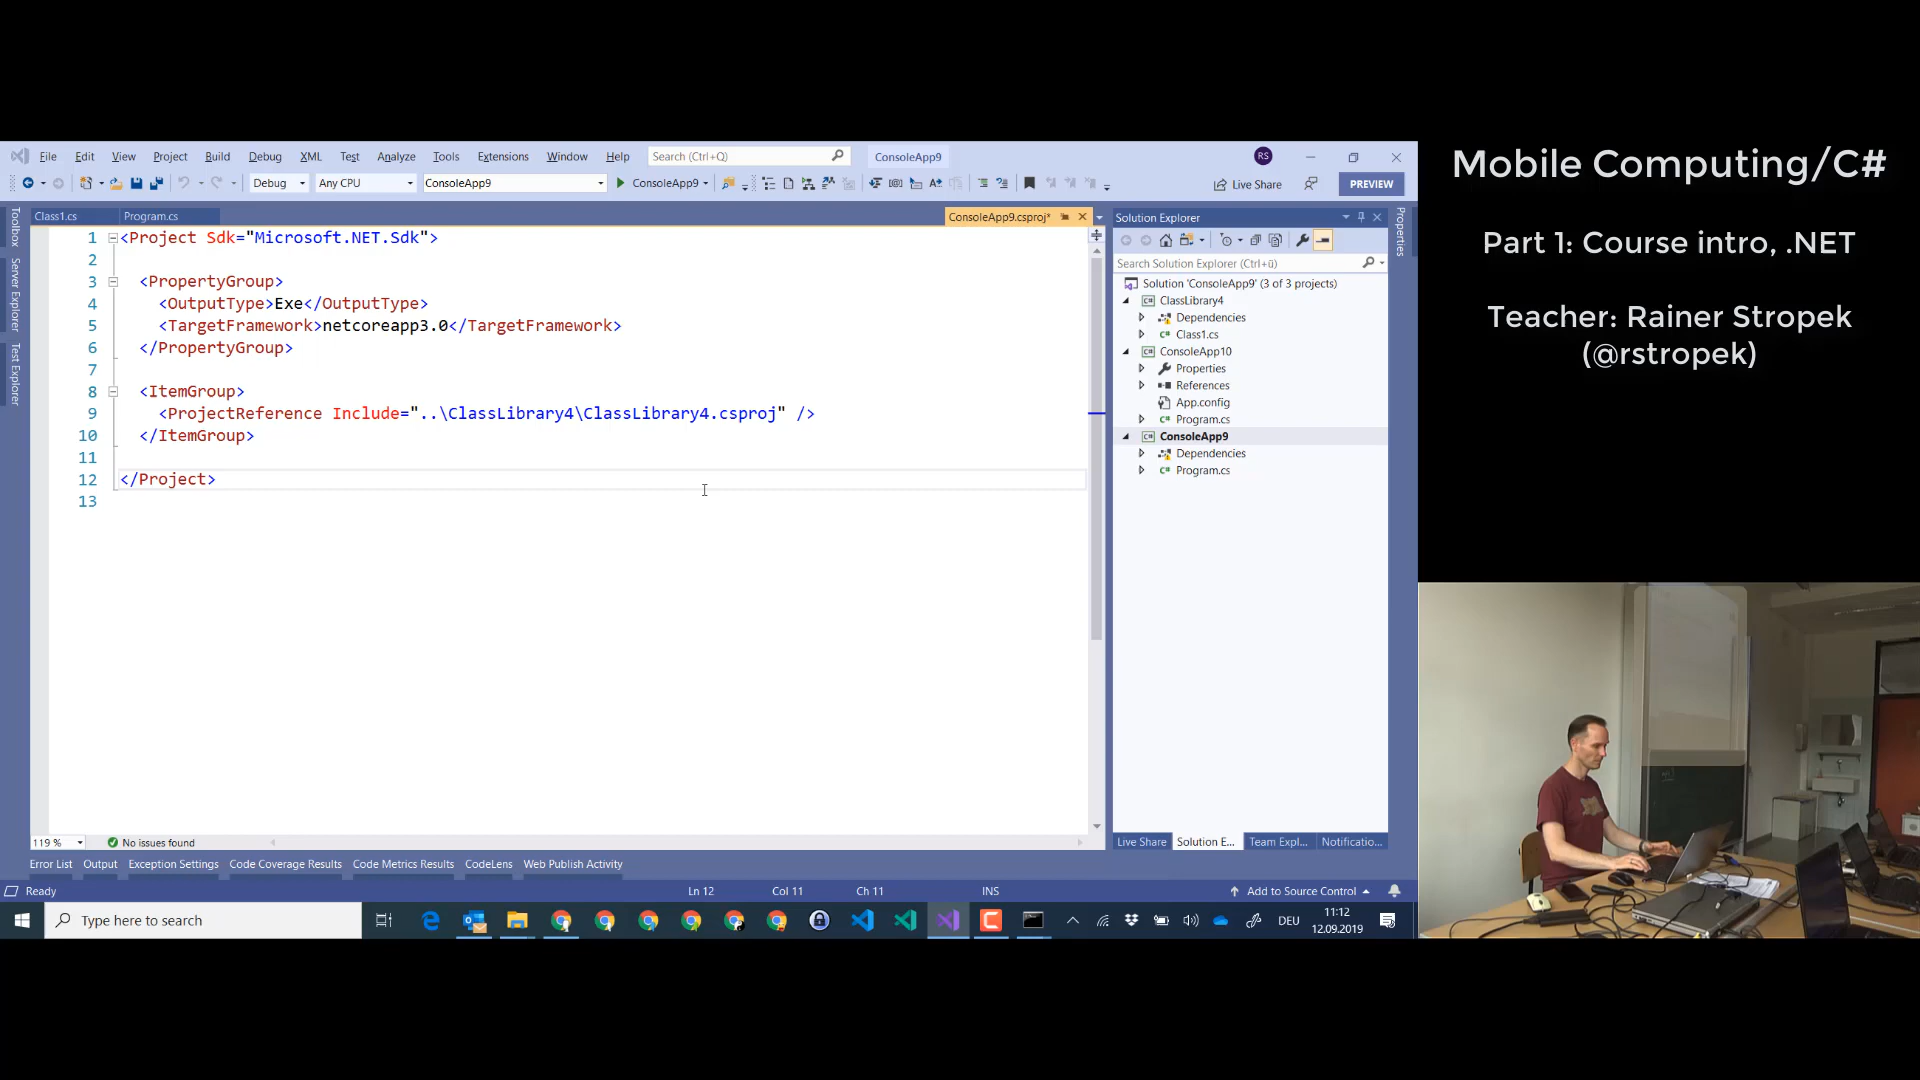 File Edit View Project Build Debug XML Test Analyze Tools Extensions Window Help Search (Ctrl+Q) ConsoleApp9 RS
Debug Any CPU ConsoleApp9 ConsoleApp9 Live Share PREVIEW
Class1.cs Program.cs ConsoleApp9.csproj*
Toolbox
Server Explorer
Test Explorer
1 <Project Sdk="Microsoft.NET.Sdk">
2
3 <PropertyGroup>
4 <OutputType>Exe</OutputType>
5 <TargetFramework>netcoreapp3.0</TargetFramework>
6 </PropertyGroup>
7
8 <ItemGroup>
9 <ProjectReference Include="..\ClassLibrary4\ClassLibrary4.csproj" />
10 </ItemGroup>
11
12 </Project>
13
119 % No issues found
Solution Explorer
Search Solution Explorer (Ctrl+ü)
Solution 'ConsoleApp9' (3 of 3 projects)
ClassLibrary4
Dependencies
Class1.cs
ConsoleApp10
Properties
References
App.config
Program.cs
ConsoleApp9
Dependencies
Program.cs
Live Share Solution E... Team Expl... Notificatio...
Properties
Error List Output Exception Settings Code Coverage Results Code Metrics Results CodeLens Web Publish Activity
Ready Ln 12 Col 11 Ch 11 INS Add to Source Control
Type here to search DEU 11:12
12.09.2019
Mobile Computing/C#
Part 1: Course intro, .NET
Teacher: Rainer Stropek
(@rstropek)